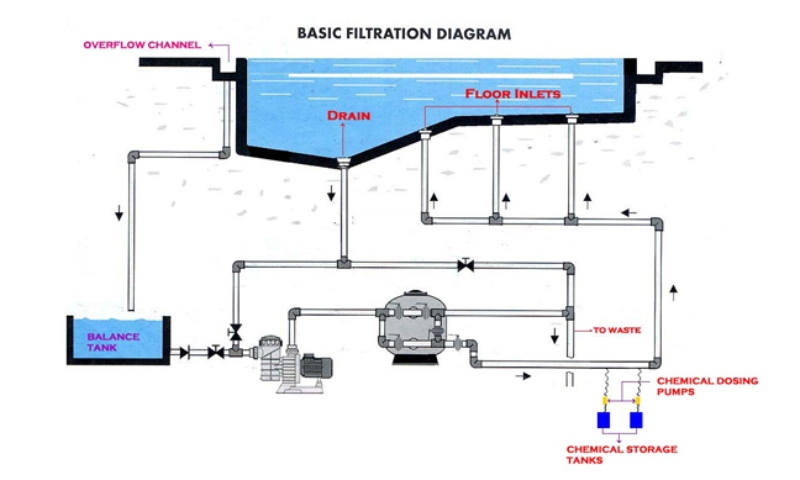 BASIC FILTRATION DIAGRAM
OVERFLOW CHANNEL
FLOOR INLETS
DRAIN
BALANCE
TANK
TO WASTE
CHEMICAL DOSING
PUMPS
CHEMICAL STORAGE
TANKS